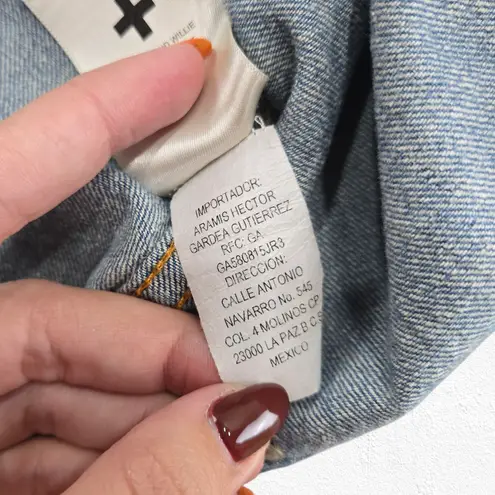 WILLIE
IMPORTADOR:
ARAMIS HECTOR
GARDEA GUTIERREZ
RFC: GA
GA580815JR3
DIRECCION:
CALLE ANTONIO
NAVARRO No. 545
COL. 4 MOLINOS CP
23000 LA PAZ B.C.S
MEXICO